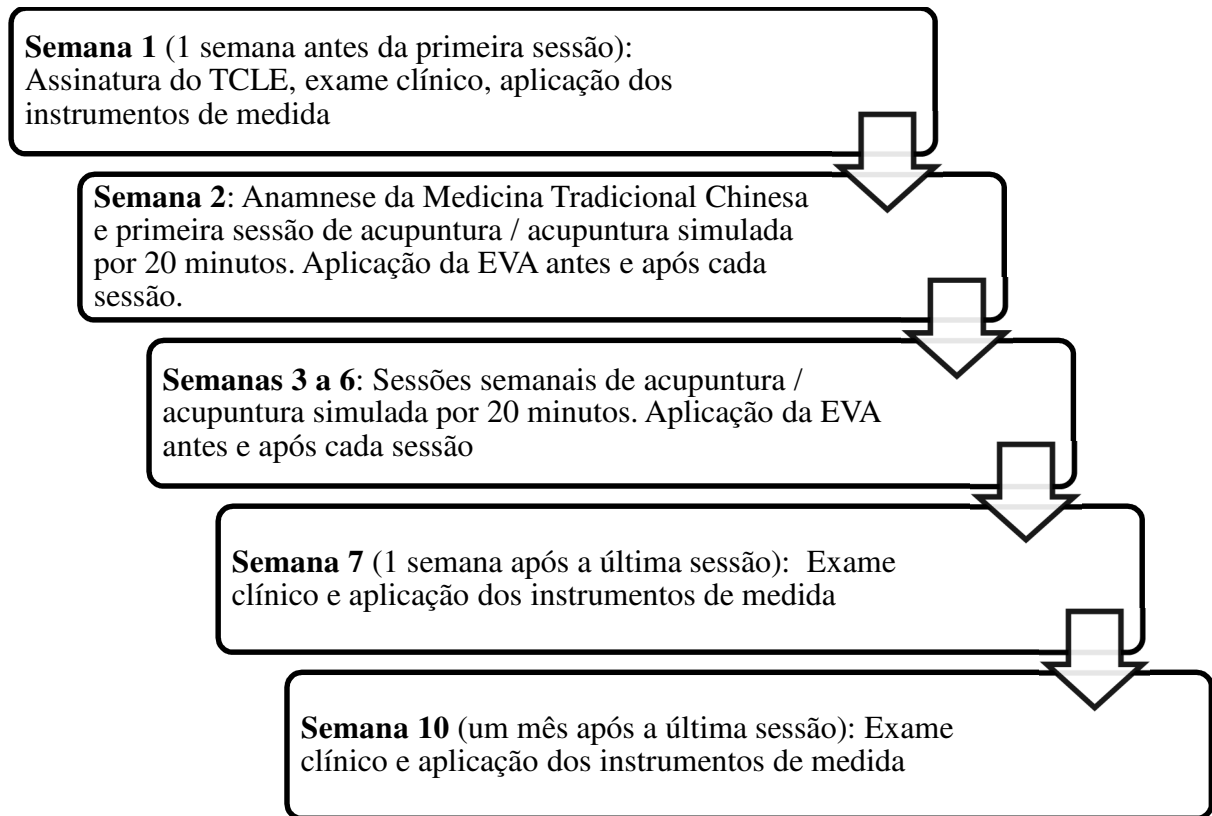 Semana 1 (1 semana antes da primeira sessão):
Assinatura do TCLE, exame clínico, aplicação dos
instrumentos de medida
Semana 2: Anamnese da Medicina Tradicional Chinesa
e primeira sessão de acupuntura / acupuntura simulada
por 20 minutos. Aplicação da EVA antes e após cada
sessão.
Semanas 3 a 6: Sessões semanais de acupuntura /
acupuntura simulada por 20 minutos. Aplicação da EVA
antes e após cada sessão
Semana 7 (1 semana após a última sessão):  Exame
clínico e aplicação dos instrumentos de medida
Semana 10 (um mês após a última sessão): Exame
clínico e aplicação dos instrumentos de medida